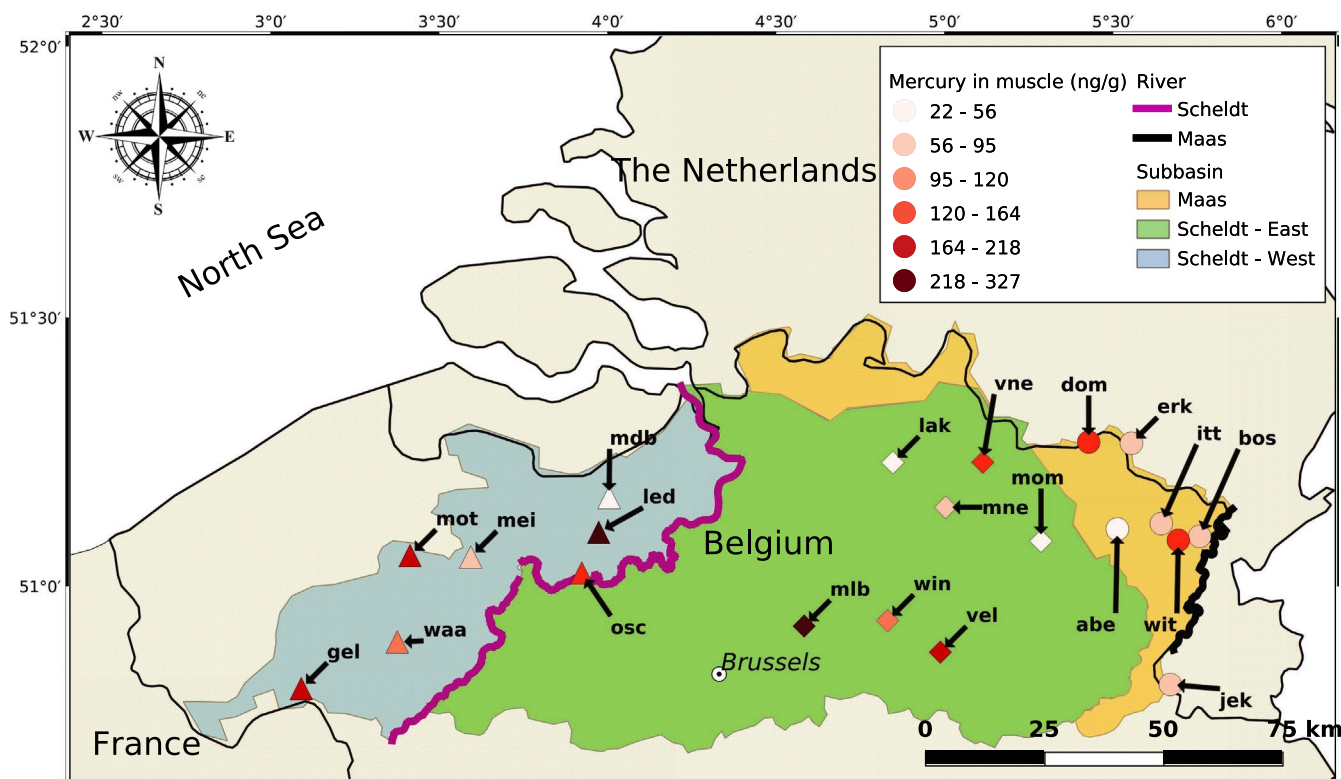 2°30′ 3°0′ 3°30′ 4°0′ 4°30′ 5°0′ 5°30′ 6°0′
52°0′
51°30′
51°0′
N
ne
E
se
S
sw
W
nw
North Sea
The Netherlands
Mercury in muscle (ng/g)
22 - 56
56 - 95
95 - 120
120 - 164
164 - 218
218 - 327
River
Scheldt
Maas
Subbasin
Maas
Scheldt - East
Scheldt - West
vne
dom
erk
itt
bos
lak
mdb
mom
led
mne
mot
mei
Belgium
mlb
win
vel
abe
wit
osc
waa
gel
Brussels
jek
France
0 25 50 75 km